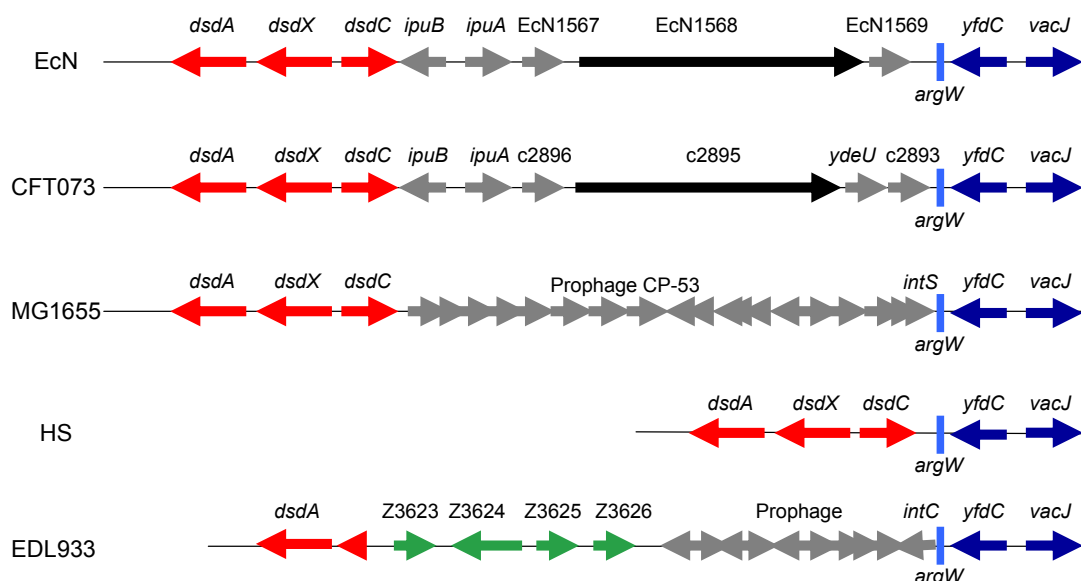 dsdA dsdX dsdC ipuB ipuA EcN1567 EcN1568 EcN1569 yfdC vacJ
EcN
argW
dsdA dsdX dsdC ipuB ipuA c2896 c2895 ydeU c2893 yfdC vacJ
CFT073
argW
dsdA dsdX dsdC Prophage CP-53 intS yfdC vacJ
MG1655
argW
dsdA dsdX dsdC yfdC vacJ
HS
argW
dsdA Z3623 Z3624 Z3625 Z3626 Prophage intC yfdC vacJ
EDL933
argW